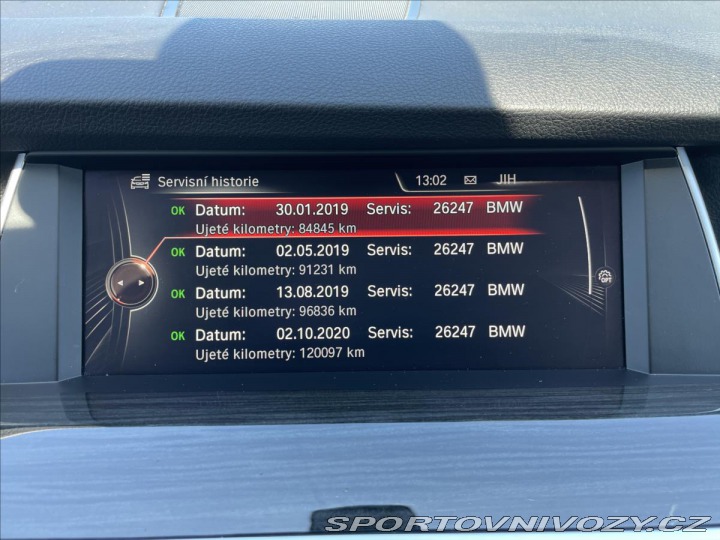 Servisní historie 13:02 JIH
OK Datum: 30.01.2019 Servis: 26247 BMW
Ujeté kilometry: 84845 km
OK Datum: 02.05.2019 Servis: 26247 BMW
Ujeté kilometry: 91231 km
OK Datum: 13.08.2019 Servis: 26247 BMW
Ujeté kilometry: 96836 km
OK Datum: 02.10.2020 Servis: 26247 BMW
Ujeté kilometry: 120097 km
OPT
SPORTOVNIVOZY.CZ